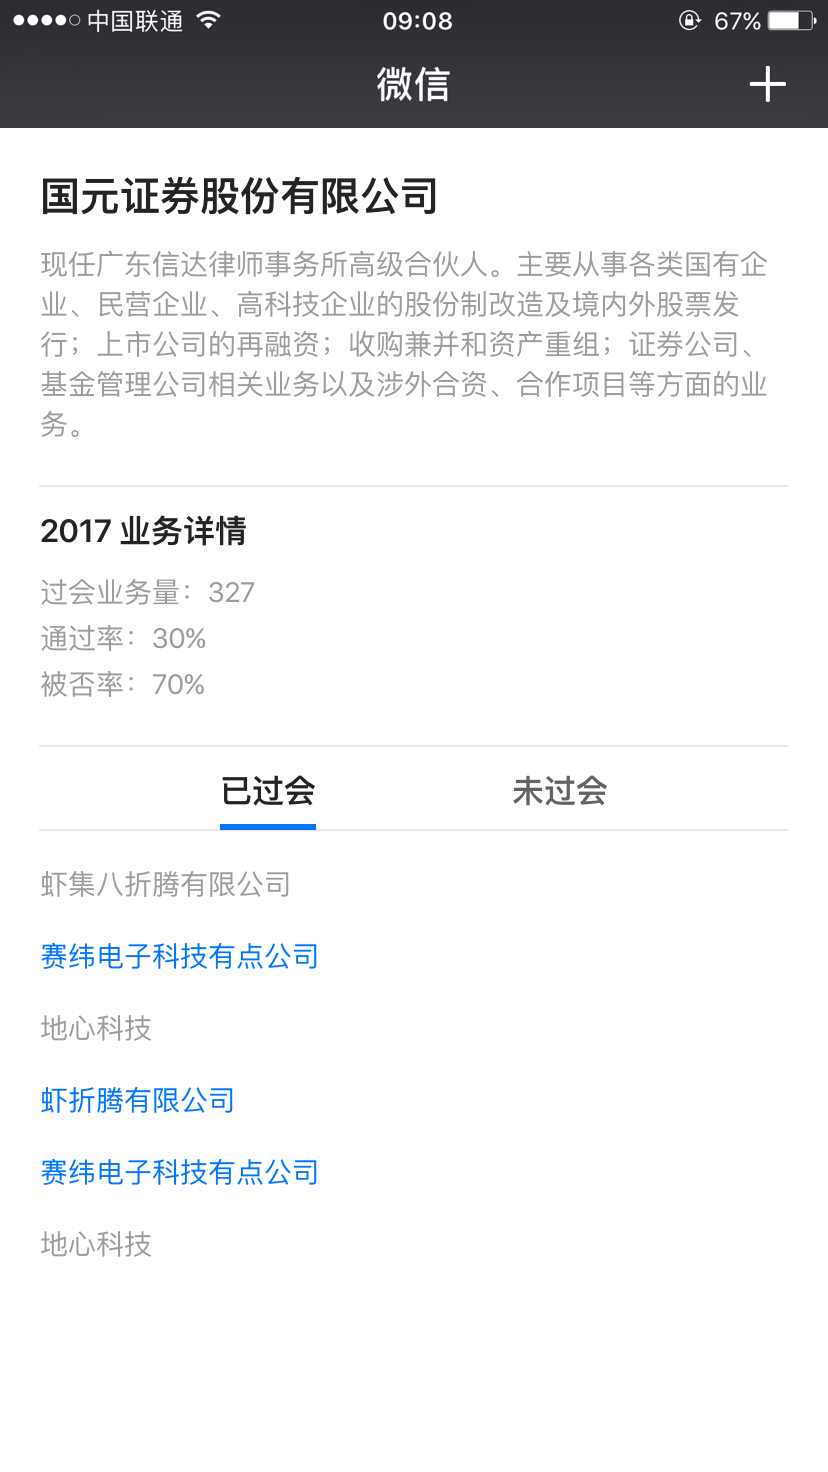 中国联通 09:08 67%
微信
国元证券股份有限公司
现任广东信达律师事务所高级合伙人。主要从事各类国有企
业、民营企业、高科技企业的股份制改造及境内外股票发
行；上市公司的再融资；收购兼并和资产重组；证券公司、
基金管理公司相关业务以及涉外合资、合作项目等方面的业
务。
2017 业务详情
过会业务量：327
通过率：30%
被否率：70%
已过会 未过会
虾集八折腾有限公司
赛纬电子科技有点公司
地心科技
虾折腾有限公司
赛纬电子科技有点公司
地心科技